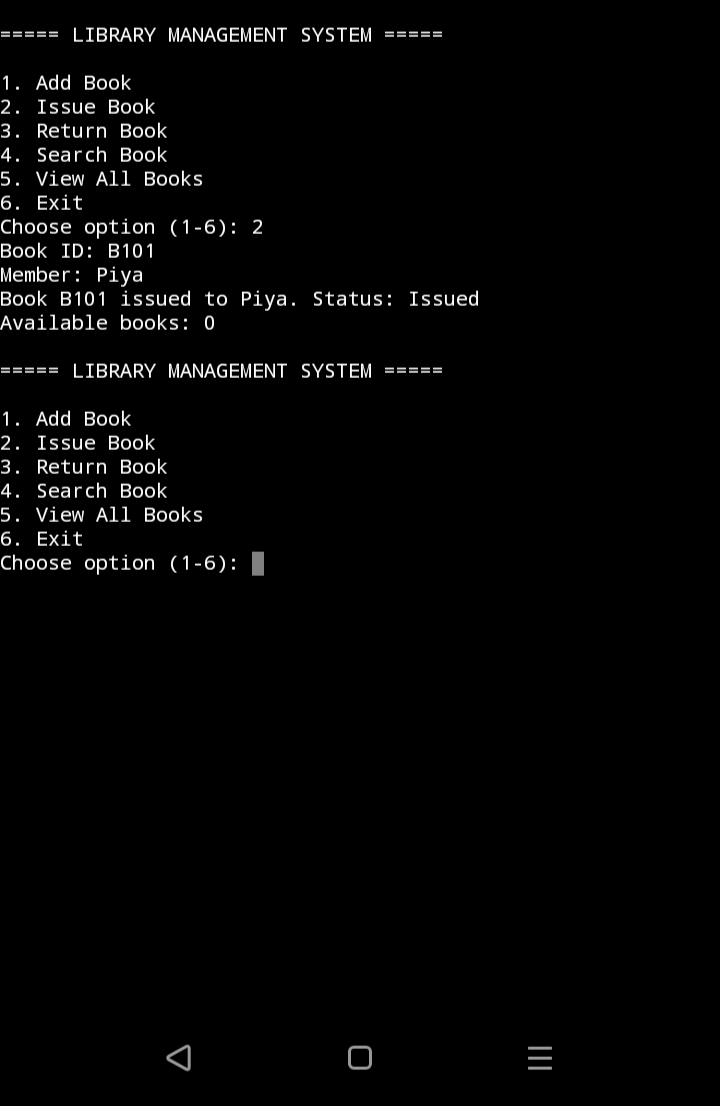 ===== LIBRARY MANAGEMENT SYSTEM =====
1. Add Book
2. Issue Book
3. Return Book
4. Search Book
5. View All Books
6. Exit
Choose option (1-6): 2
Book ID: B101
Member: Piya
Book B101 issued to Piya. Status: Issued
Available books: 0
===== LIBRARY MANAGEMENT SYSTEM =====
1. Add Book
2. Issue Book
3. Return Book
4. Search Book
5. View All Books
6. Exit
Choose option (1-6):